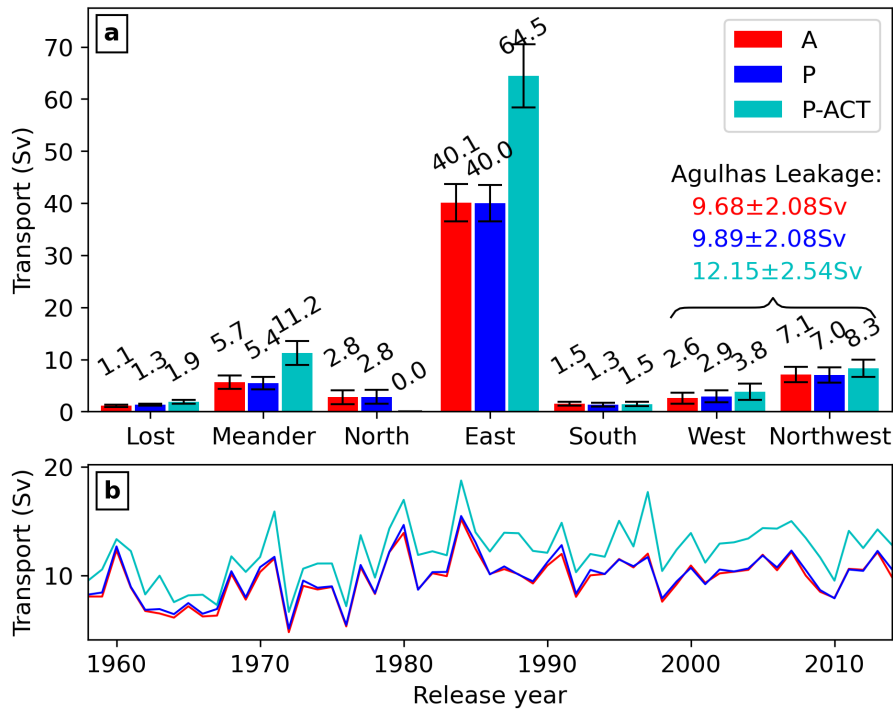 a
Transport (Sv)
70
60
50
40
30
20
10
0
1.1
1.3
1.9
5.7
5.4
11.2
2.8
2.8
0.0
40.1
40.0
64.5
1.5
1.3
1.5
2.6
2.9
3.8
7.1
7.0
8.3
A
P
P-ACT
Agulhas Leakage:
9.68±2.08Sv
9.89±2.08Sv
12.15±2.54Sv
Lost Meander North East South West Northwest
b
Transport (Sv)
20
10
1960 1970 1980 1990 2000 2010
Release year